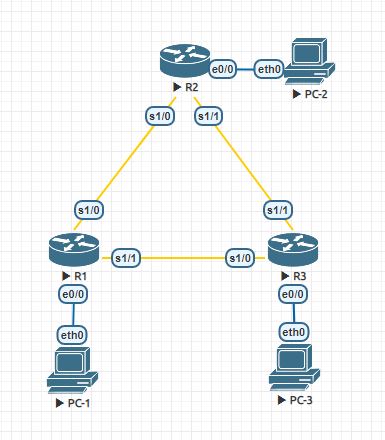 e0/0
eth0
R2
PC-2
s1/0
s1/1
s1/0
s1/1
R1
s1/1
s1/0
R3
e0/0
e0/0
eth0
eth0
PC-1
PC-3